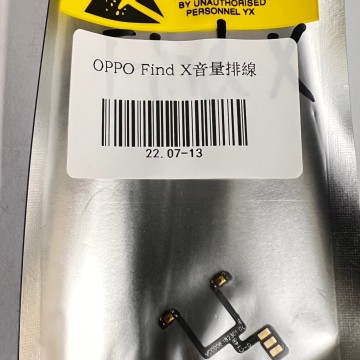 BY UNAUTHORISED
PERSONNEL YX
OPPO Find X音量排線
22.07-13